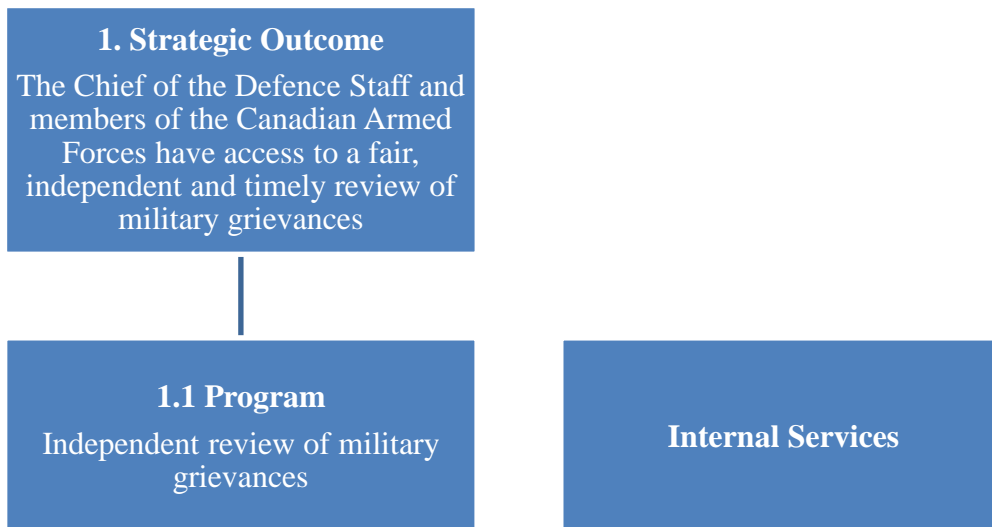 1. Strategic Outcome
The Chief of the Defence Staff and
members of the Canadian Armed
Forces have access to a fair,
independent and timely review of
military grievances
1.1 Program
Independent review of military
grievances
Internal Services